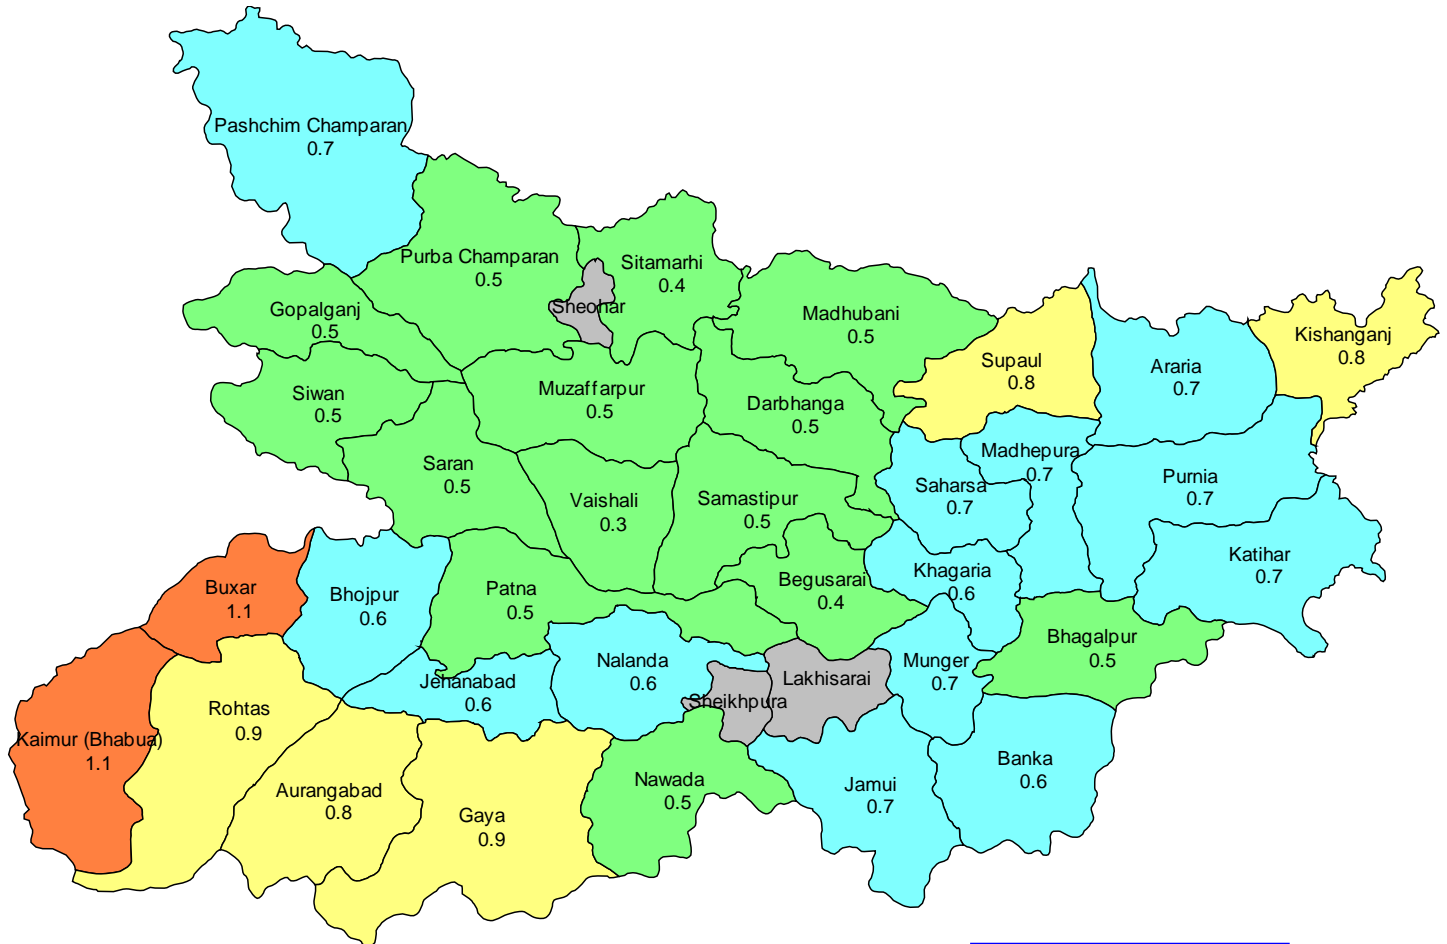 Pashchim Champaran
0.7
Purba Champaran
0.5
Sitamarhi
0.4
Sheohar
Gopalganj
0.5
Madhubani
0.5
Kishanganj
0.8
Supaul
0.8
Araria
0.7
Siwan
0.5
Muzaffarpur
0.5
Darbhanga
0.5
Madhepura
0.7
Saran
0.5
Vaishali
0.3
Samastipur
0.5
Saharsa
0.7
Purnia
0.7
Katihar
0.7
Buxar
1.1
Bhojpur
0.6
Patna
0.5
Begusarai
0.4
Khagaria
0.6
Bhagalpur
0.5
Jehanabad
0.6
Nalanda
0.6
Sheikhpura
Lakhisarai
Munger
0.7
Kaimur (Bhabua)
1.1
Rohtas
0.9
Aurangabad
0.8
Gaya
0.9
Nawada
0.5
Jamui
0.7
Banka
0.6